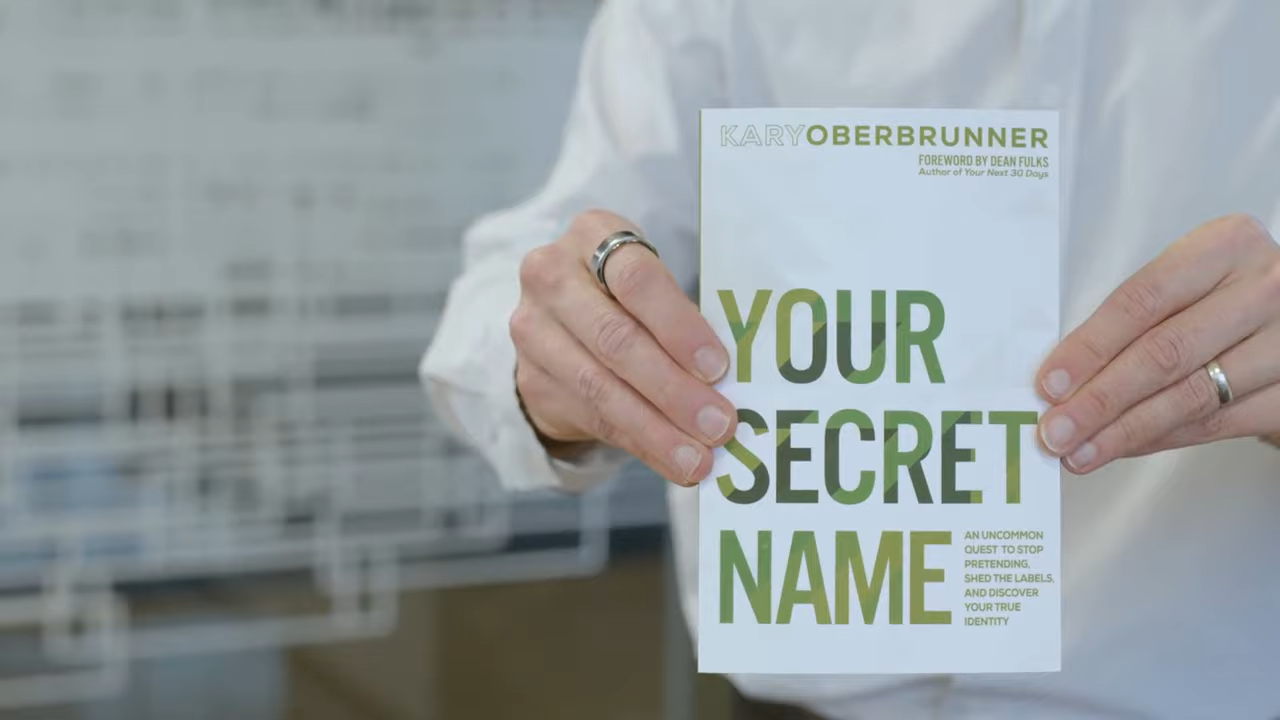 KARYOBERBRUNNER
FOREWORD BY DEAN FULKS
Author of Your Next 30 Days
YOUR
SECRET
NAME
AN UNCOMMON
QUEST TO STOP
PRETENDING,
SHED THE LABELS,
AND DISCOVER
YOUR TRUE
IDENTITY